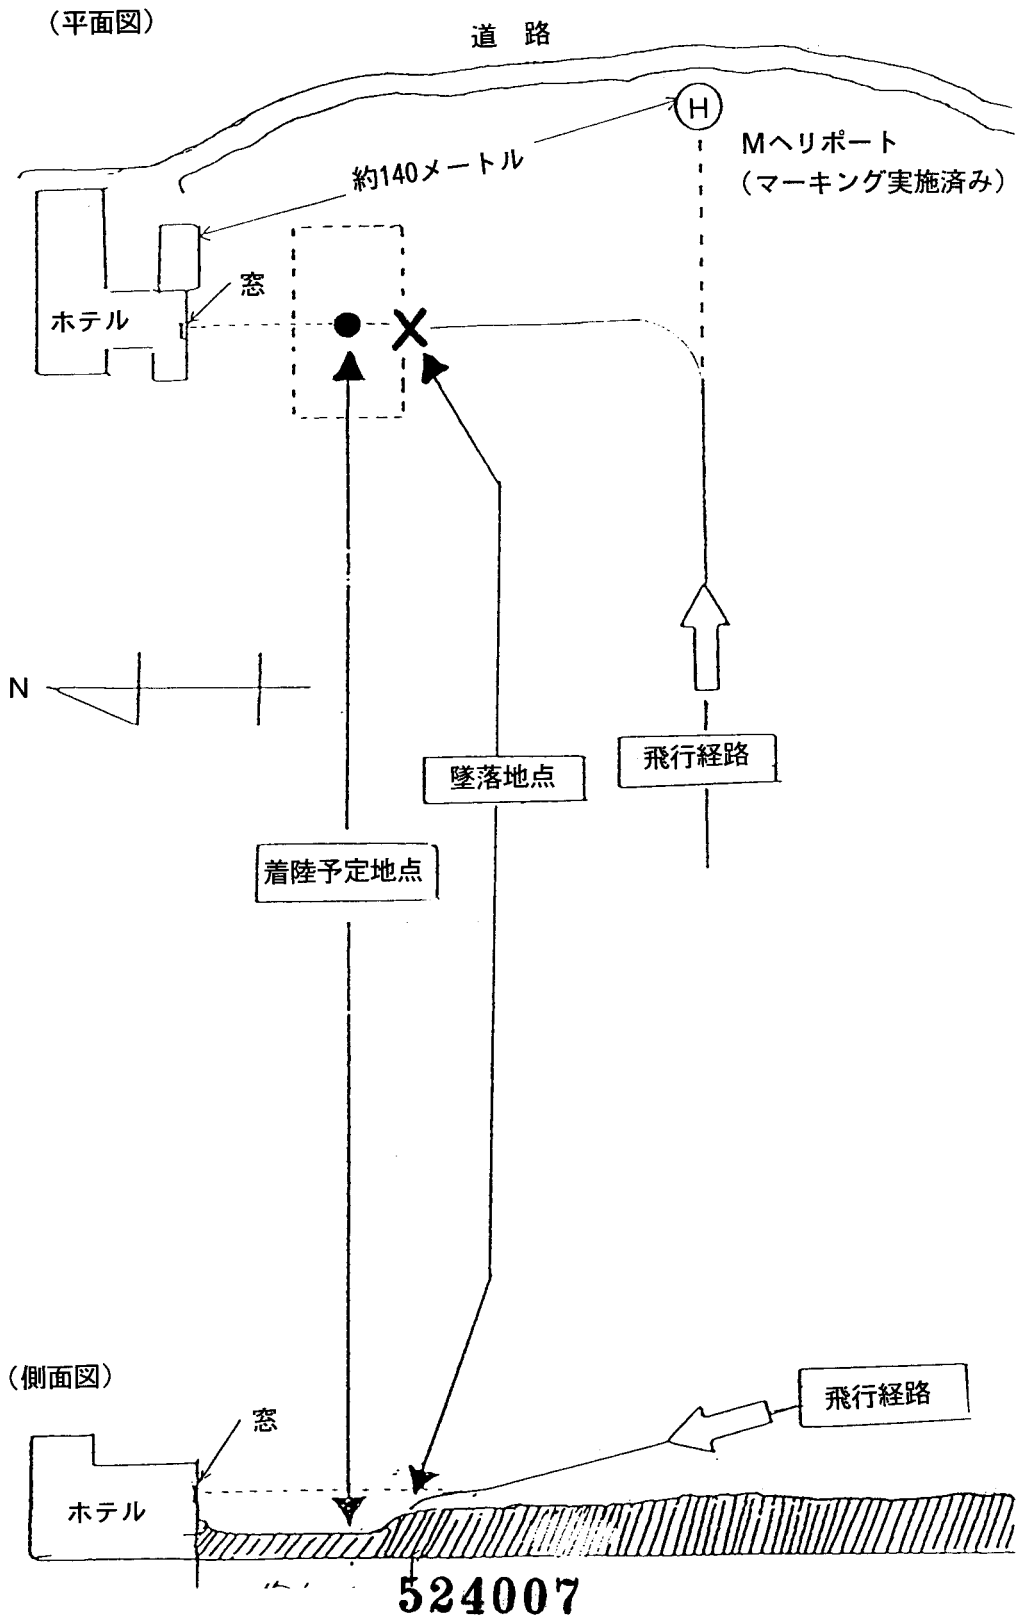 （平面図）
道 路
H
Mヘリポート
（マーキング実施済み）
約140メートル
窓
ホテル
N
飛行経路
墜落地点
着陸予定地点
（側面図）
飛行経路
窓
ホテル
524007